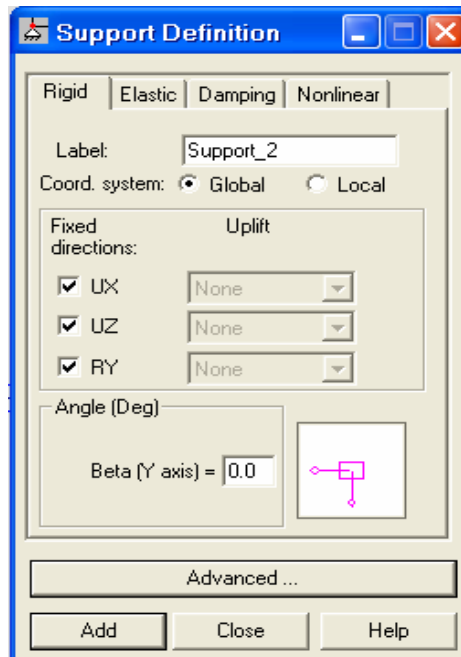 Support Definition
Rigid Elastic Damping Nonlinear
Label: Support_2
Coord. system: Global Local
Fixed directions: Uplift
UX None
UZ None
RY None
Angle (Deg)
Beta (Y axis) = 0.0
Advanced ...
Add Close Help